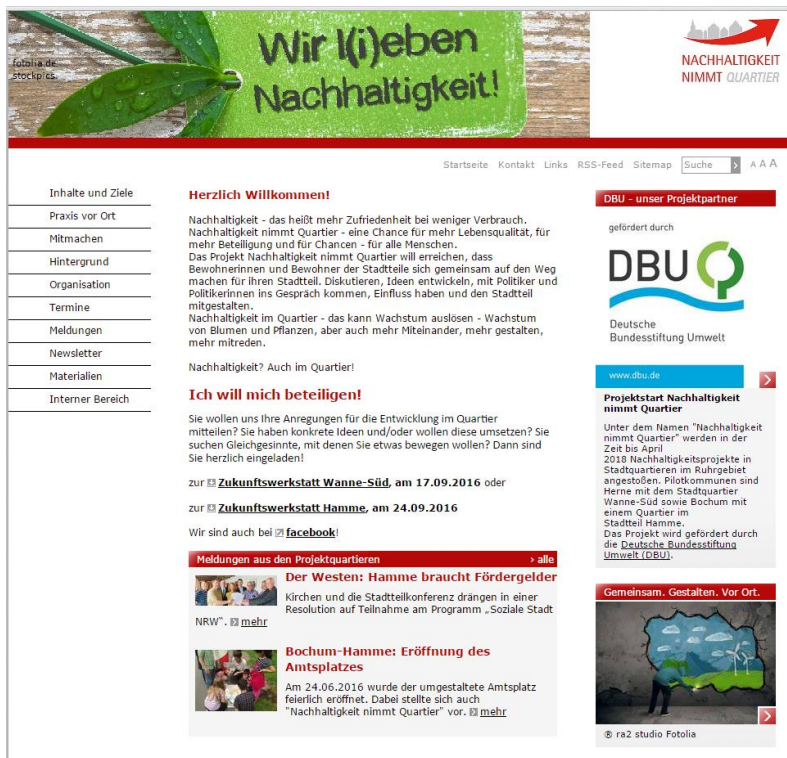 fotolia.de
stockpics
Wir l(i)eben
Nachhaltigkeit!
NACHHALTIGKEIT
NIMMT QUARTIER
Startseite Kontakt Links RSS-Feed Sitemap Suche A A A
Inhalte und Ziele
Praxis vor Ort
Mitmachen
Hintergrund
Organisation
Termine
Meldungen
Newsletter
Materialien
Interner Bereich
Herzlich Willkommen!
Nachhaltigkeit - das heißt mehr Zufriedenheit bei weniger Verbrauch.
Nachhaltigkeit nimmt Quartier - eine Chance für mehr Lebensqualität, für
mehr Beteiligung und für Chancen - für alle Menschen.
Das Projekt Nachhaltigkeit nimmt Quartier will erreichen, dass
Bewohnerinnen und Bewohner der Stadtteile sich gemeinsam auf den Weg
machen für ihren Stadtteil. Diskutieren, Ideen entwickeln, mit Politiker und
Politikerinnen ins Gespräch kommen, Einfluss haben und den Stadtteil
mitgestalten.
Nachhaltigkeit im Quartier - das kann Wachstum auslösen - Wachstum
von Blumen und Pflanzen, aber auch mehr Miteinander, mehr gestalten,
mehr mitreden.
Nachhaltigkeit? Auch im Quartier!
Ich will mich beteiligen!
Sie wollen uns Ihre Anregungen für die Entwicklung im Quartier
mitteilen? Sie haben konkrete Ideen und/oder wollen diese umsetzen? Sie
suchen Gleichgesinnte, mit denen Sie etwas bewegen wollen? Dann sind
Sie herzlich eingeladen!
zur Zukunftswerkstatt Wanne-Süd, am 17.09.2016 oder
zur Zukunftswerkstatt Hamme, am 24.09.2016
Wir sind auch bei facebook!
Meldungen aus den Projektquartieren › alle
Der Westen: Hamme braucht Fördergelder
Kirchen und die Stadtteilkonferenz drängen in einer
Resolution auf Teilnahme am Programm „Soziale Stadt
NRW". mehr
Bochum-Hamme: Eröffnung des
Amtsplatzes
Am 24.06.2016 wurde der umgestaltete Amtsplatz
feierlich eröffnet. Dabei stellte sich auch
"Nachhaltigkeit nimmt Quartier" vor. mehr
DBU - unser Projektpartner
gefördert durch
DBU
Deutsche
Bundesstiftung Umwelt
www.dbu.de
Projektstart Nachhaltigkeit
nimmt Quartier
Unter dem Namen "Nachhaltigkeit
nimmt Quartier" werden in der
Zeit bis April
2018 Nachhaltigkeitsprojekte in
Stadtquartieren im Ruhrgebiet
angestoßen. Pilotkommunen sind
Herne mit dem Stadtquartier
Wanne-Süd sowie Bochum mit
einem Quartier im
Stadtteil Hamme.
Das Projekt wird gefördert durch
die Deutsche Bundesstiftung
Umwelt (DBU).
Gemeinsam. Gestalten. Vor Ort.
® ra2 studio Fotolia